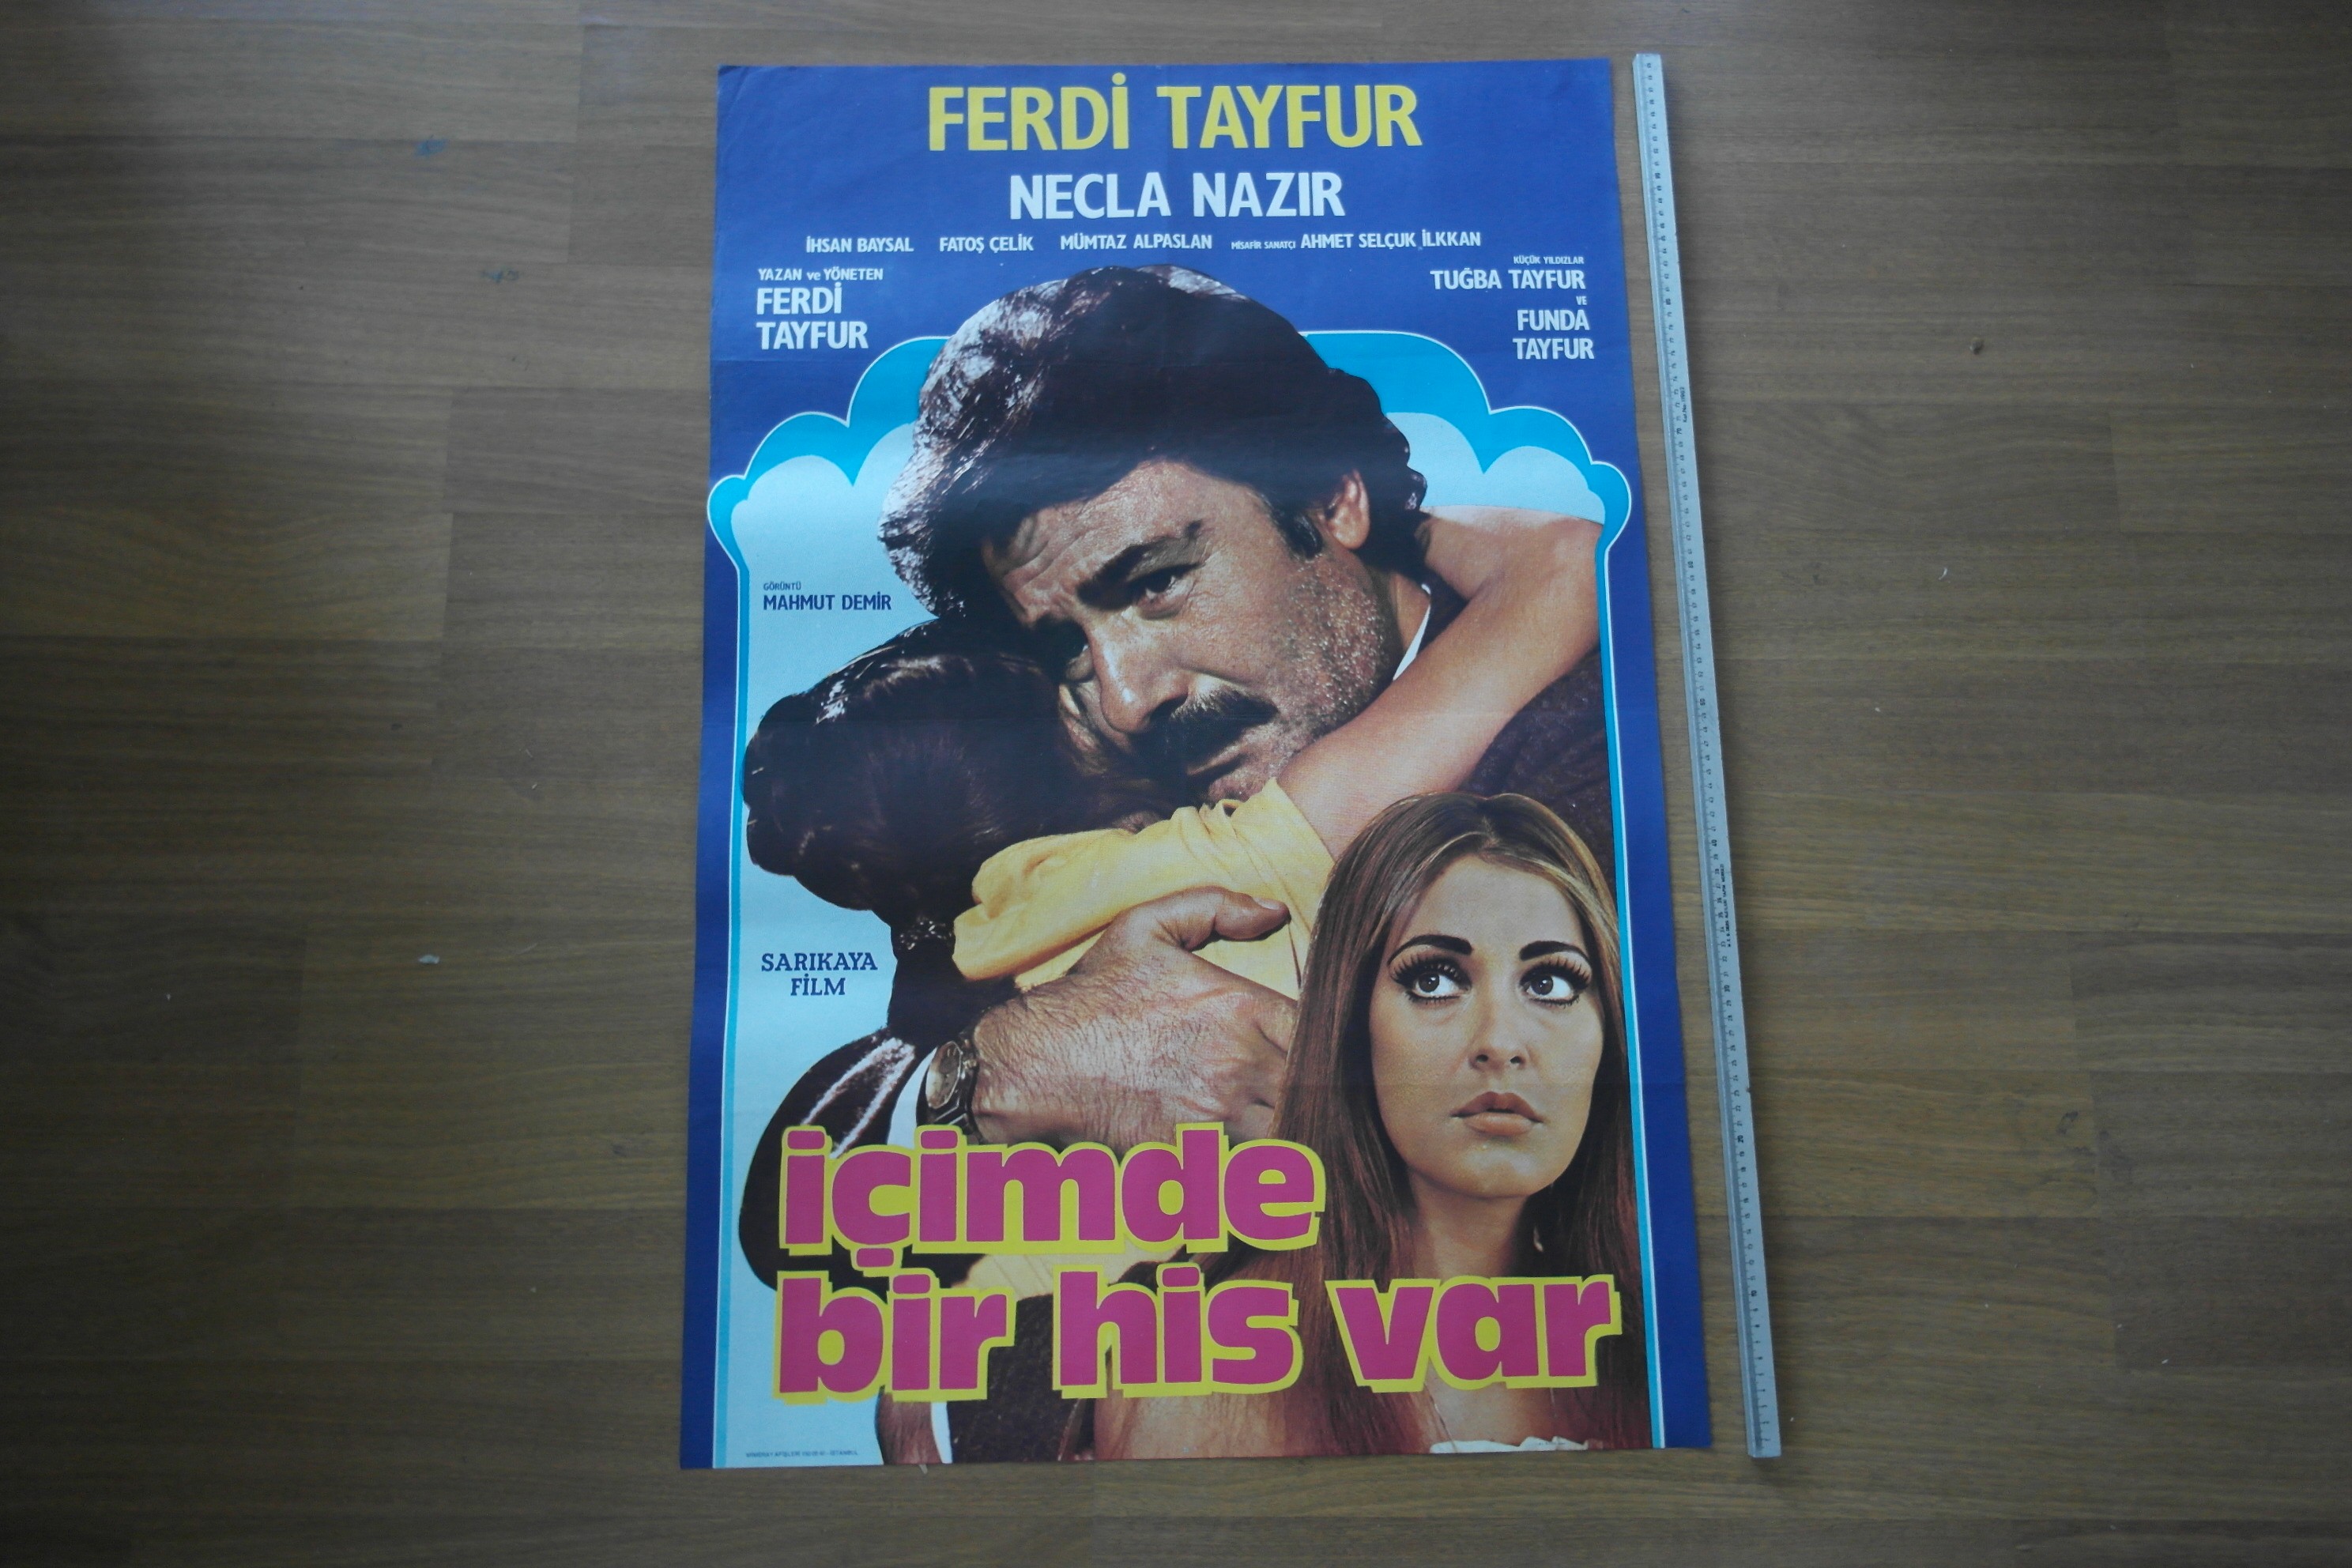 FERDİ TAYFUR
NECLA NAZIR
İHSAN BAYSAL FATOŞ ÇELİK MÜMTAZ ALPASLAN MİSAFİR SANATÇI AHMET SELÇUK İLKKAN
YAZAN ve YÖNETEN
FERDİ
TAYFUR
KÜÇÜK YILDIZLAR
TUĞBA TAYFUR
VE
FUNDA
TAYFUR
GÖRÜNTÜ
MAHMUT DEMİR
SARIKAYA
FİLM
içimde
bir his var